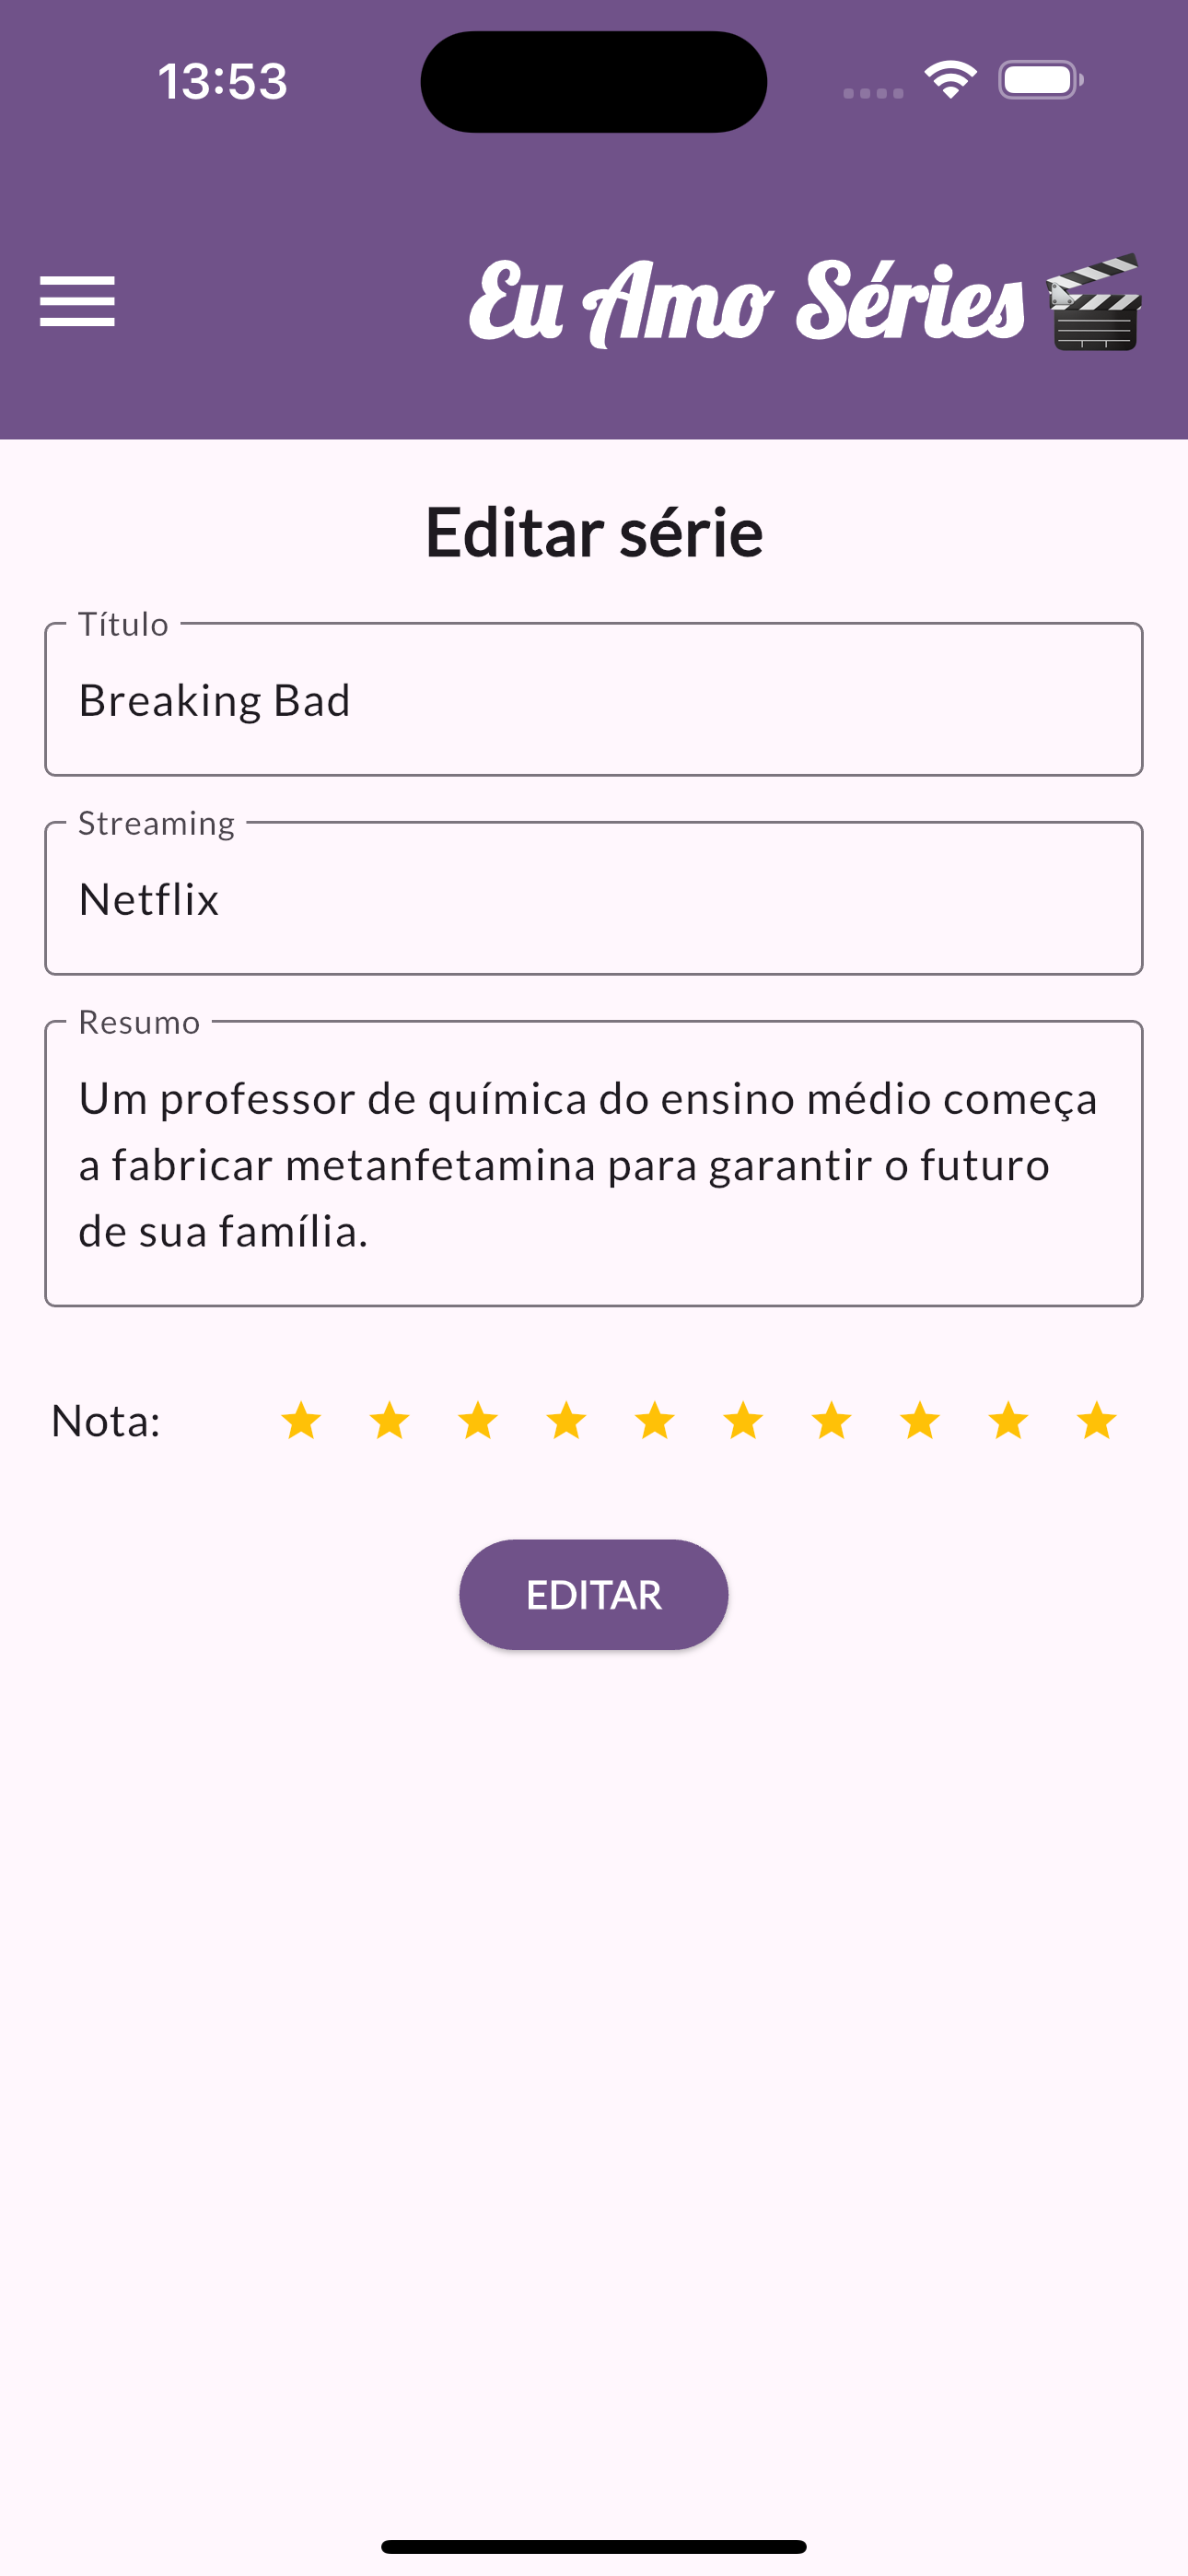 13:53
Eu Amo Séries
Editar série
Título
Breaking Bad
Streaming
Netflix
Resumo
Um professor de química do ensino médio começa
a fabricar metanfetamina para garantir o futuro
de sua família.
Nota:
EDITAR